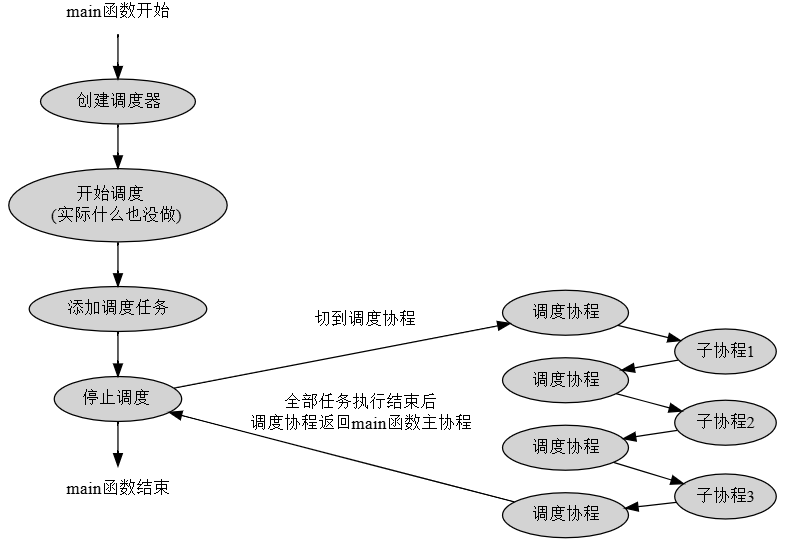 main函数开始
创建调度器
开始调度
(实际什么也没做)
添加调度任务
停止调度
main函数结束
切到调度协程
全部任务执行结束后
调度协程返回main函数主协程
调度协程
子协程1
调度协程
子协程2
调度协程
子协程3
调度协程